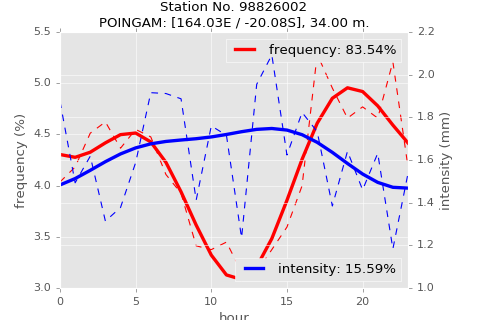 Station No. 98826002
POINGAM: [164.03E / -20.08S], 34.00 m.
frequency: 83.54%
intensity: 15.59%
5.5
5.0
4.5
4.0
3.5
3.0
frequency (%)
2.2
2.0
1.8
1.6
1.4
1.2
1.0
intensity (mm)
0
5
10
15
20
hour